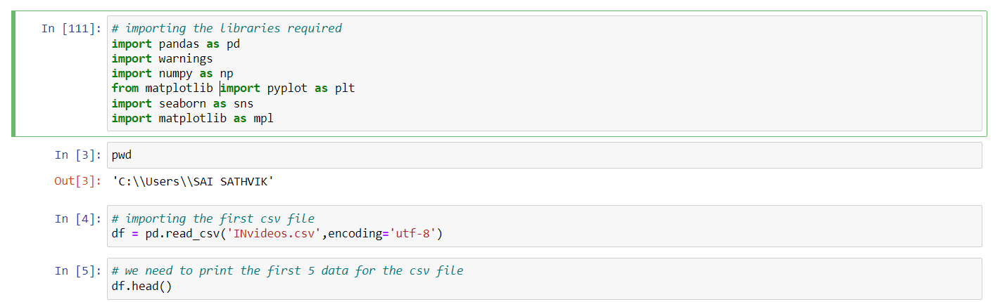 In [111]: # importing the libraries required
import pandas as pd
import warnings
import numpy as np
from matplotlib import pyplot as plt
import seaborn as sns
import matplotlib as mpl
In [3]: pwd
Out[3]: 'C:\\Users\\SAI SATHVIK'
In [4]: # importing the first csv file
df = pd.read_csv('INvideos.csv',encoding='utf-8')
In [5]: # we need to print the first 5 data for the csv file
df.head()